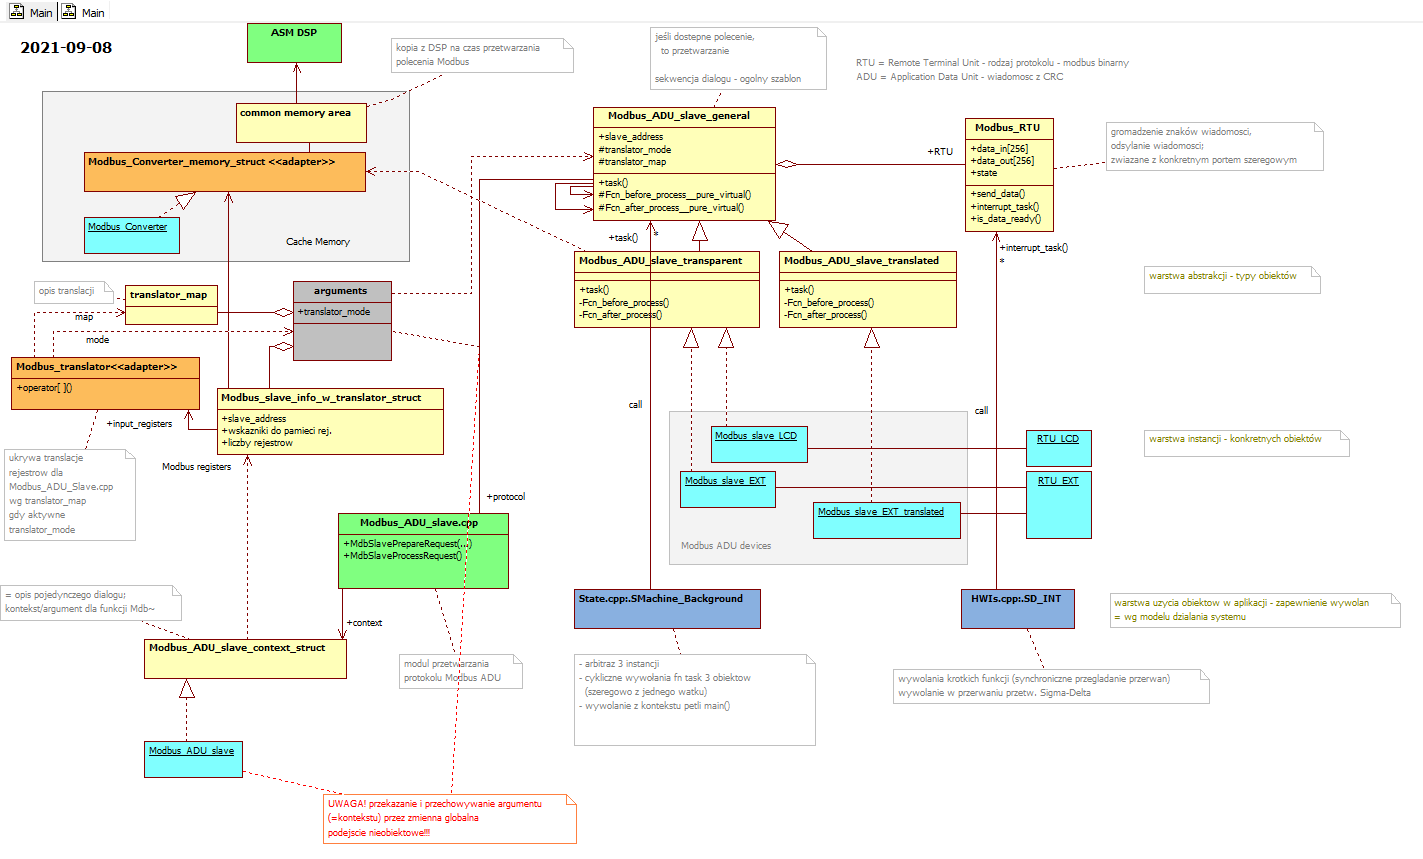 Main
Main
2021-09-08
ASM DSP
kopia z DSP na czas przetwarzania
polecenia Modbus
jeśli dostepne polecenie,
to przetwarzanie
sekwencja dialogu - ogolny szablon
RTU = Remote Terminal Unit - rodzaj protokolu - modbus binarny
ADU = Application Data Unit - wiadomosc z CRC
common memory area
Modbus_Converter_memory_struct <<adapter>>
Modbus_Converter
Cache Memory
Modbus_ADU_slave_general
+slave_address
#translator_mode
#translator_map
+task()
#Fcn_before_process__pure_virtual()
#Fcn_after_process__pure_virtual()
+RTU
Modbus_RTU
+data_in[256]
+data_out[256]
+state
+send_data()
+interrupt_task()
+is_data_ready()
gromadzenie znaków wiadomosci,
odsylanie wiadomosci;
zwiazane z konkretnym portem szeregowym
+task()
*
+interrupt_task()
*
Modbus_ADU_slave_transparent
+task()
-Fcn_before_process()
-Fcn_after_process()
Modbus_ADU_slave_translated
+task()
-Fcn_before_process()
-Fcn_after_process()
warstwa abstrakcji - typy obiektów
opis translacji
translator_map
arguments
+translator_mode
map
mode
Modbus_translator<<adapter>>
+operator[ ]()
Modbus_slave_info_w_translator_struct
+slave_address
+wskazniki do pamieci rej.
+liczby rejestrow
+input_registers
Modbus registers
call
call
ukrywa translacje
rejestrow dla
Modbus_ADU_Slave.cpp
wg translator_map
gdy aktywne
translator_mode
Modbus_slave_LCD
Modbus_slave_EXT
Modbus_slave_EXT_translated
Modbus ADU devices
RTU_LCD
RTU_EXT
warstwa instancji - konkretnych obiektów
+protocol
Modbus_ADU_slave.cpp
+MdbSlavePrepareRequest(...)
+MdbSlaveProcessRequest()
+context
= opis pojedynczego dialogu;
kontekst/argument dla funkcji Mdb~
Modbus_ADU_slave_context_struct
modul przetwarzania
protokolu Modbus ADU
State.cpp:.SMachine_Background
HWIs.cpp:.SD_INT
warstwa uzycia obiektow w aplikacji - zapewnienie wywolan
= wg modelu dzialania systemu
- arbitraz 3 instancji
- cykliczne wywołania fn task 3 obiektow
(szeregowo z jednego watku)
- wywolanie z kontekstu petli main()
wywolania krotkich funkcji (synchroniczne przegladanie przerwan)
wywolanie w przerwaniu przetw. Sigma-Delta
Modbus_ADU_slave
UWAGA! przekazanie i przechowywanie argumentu
(=kontekstu) przez zmienna globalna
podejscie nieobiektowe!!!